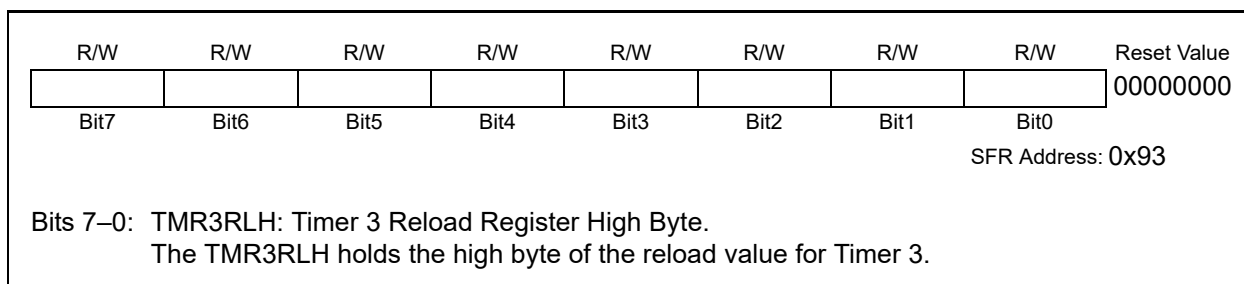 R/W R/W R/W R/W R/W R/W R/W R/W Reset Value
00000000
Bit7 Bit6 Bit5 Bit4 Bit3 Bit2 Bit1 Bit0
SFR Address: 0x93
Bits 7–0: TMR3RLH: Timer 3 Reload Register High Byte.
The TMR3RLH holds the high byte of the reload value for Timer 3.